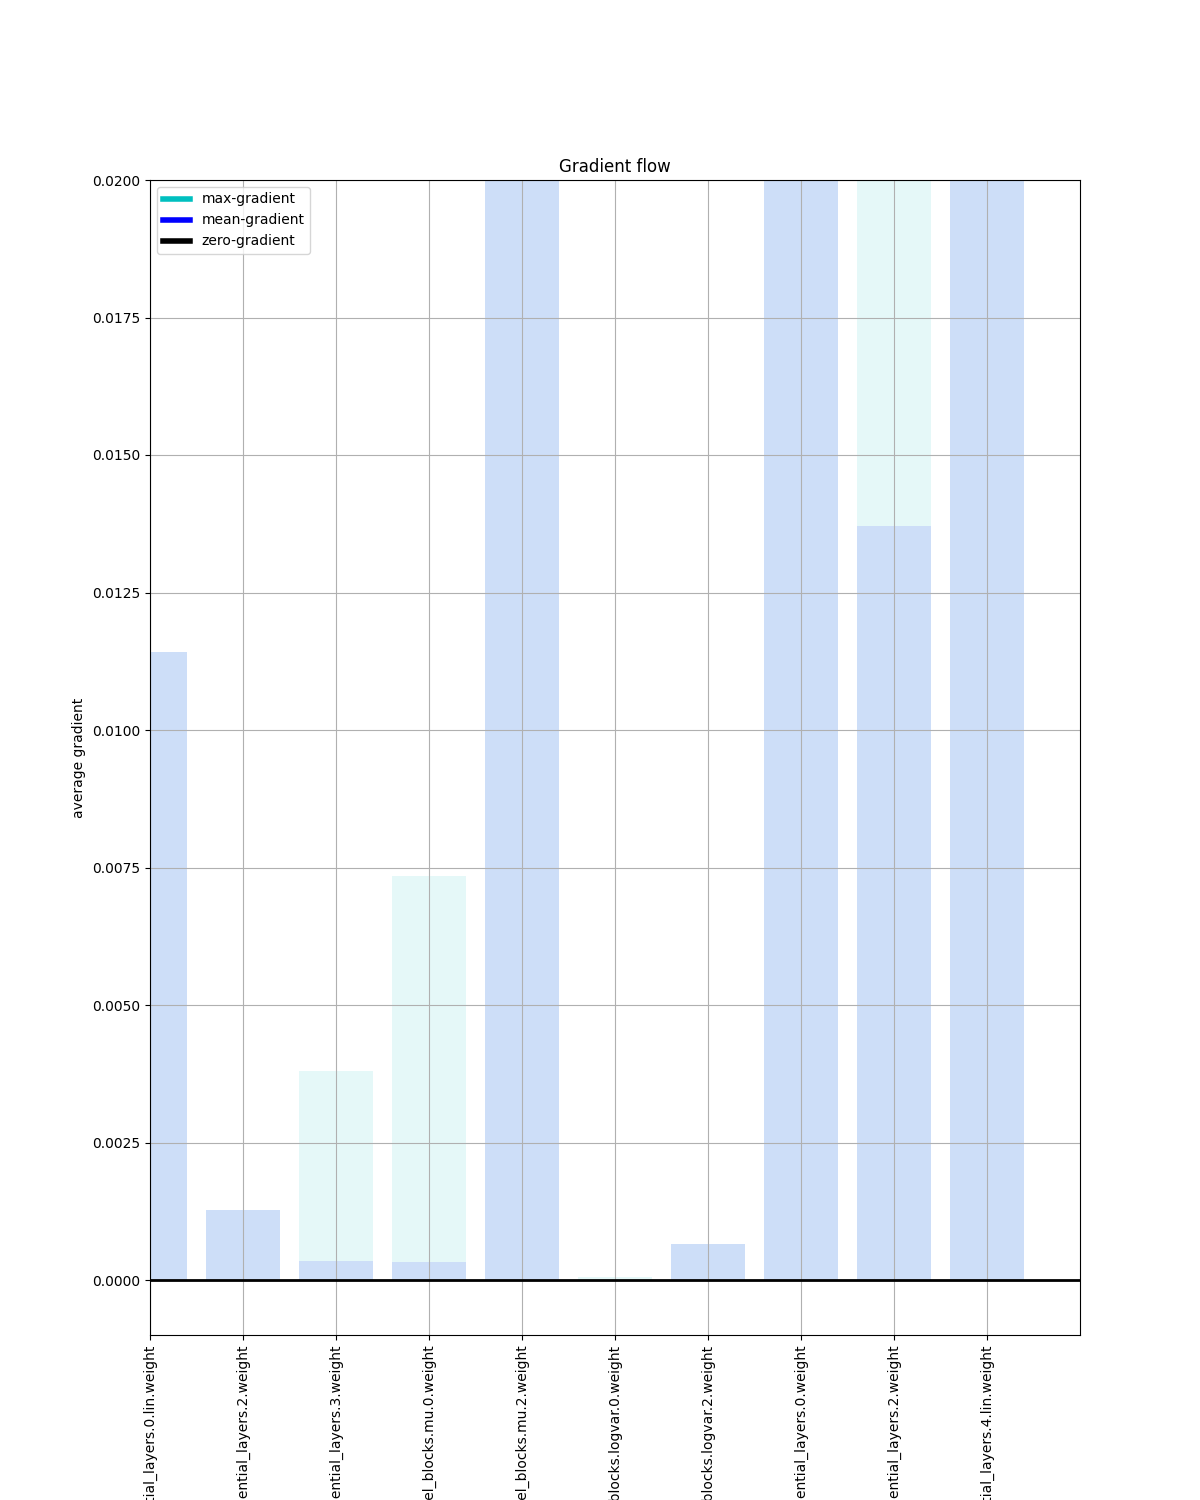 Gradient flow
max-gradient
mean-gradient
zero-gradient
0.0200
0.0175
0.0150
0.0125
0.0100
0.0075
0.0050
0.0025
0.0000
average gradient
tial_layers.0.lin.weight
ential_layers.2.weight
ential_layers.3.weight
el_blocks.mu.0.weight
el_blocks.mu.2.weight
blocks.logvar.0.weight
blocks.logvar.2.weight
ential_layers.0.weight
ential_layers.2.weight
tial_layers.4.lin.weight